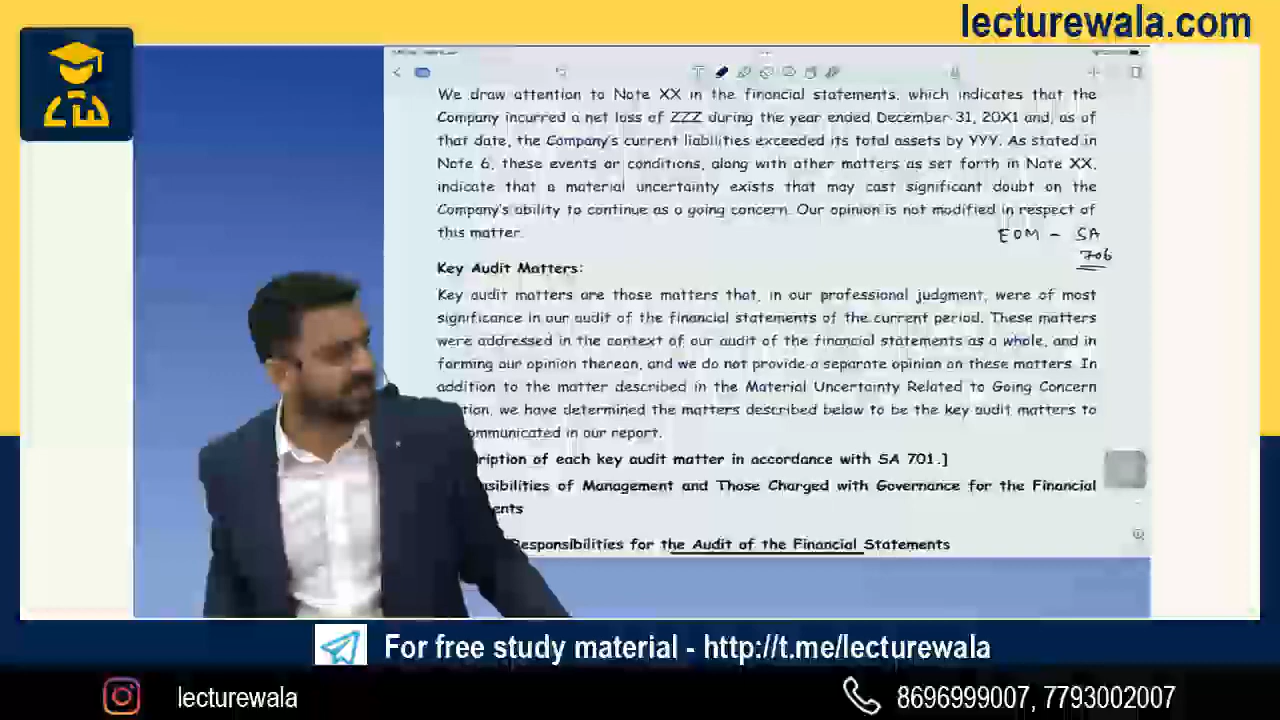 lecturewala.com
We draw attention to Note XX in the financial statements, which indicates that the
Company incurred a net loss of ZZZ during the year ended December 31, 20X1 and, as of
that date, the Company's current liabilities exceeded its total assets by YYY. As stated in
Note 6, these events or conditions, along with other matters as set forth in Note XX,
indicate that a material uncertainty exists that may cast significant doubt on the
Company's ability to continue as a going concern. Our opinion is not modified in respect of
this matter.
EOM - SA
706
Key Audit Matters:
Key audit matters are those matters that, in our professional judgment, were of most
significance in our audit of the financial statements of the current period. These matters
were addressed in the context of our audit of the financial statements as a whole, and in
forming our opinion thereon, and we do not provide a separate opinion on these matters. In
addition to the matter described in the Material Uncertainty Related to Going Concern
we have determined the matters described below to be the key audit matters to
in our report.
of each key audit matter in accordance with SA 701.]
of Management and Those Charged with Governance for the Financial
Responsibilities for the Audit of the Financial Statements
For free study material - http://t.me/lecturewala
lecturewala
8696999007, 7793002007